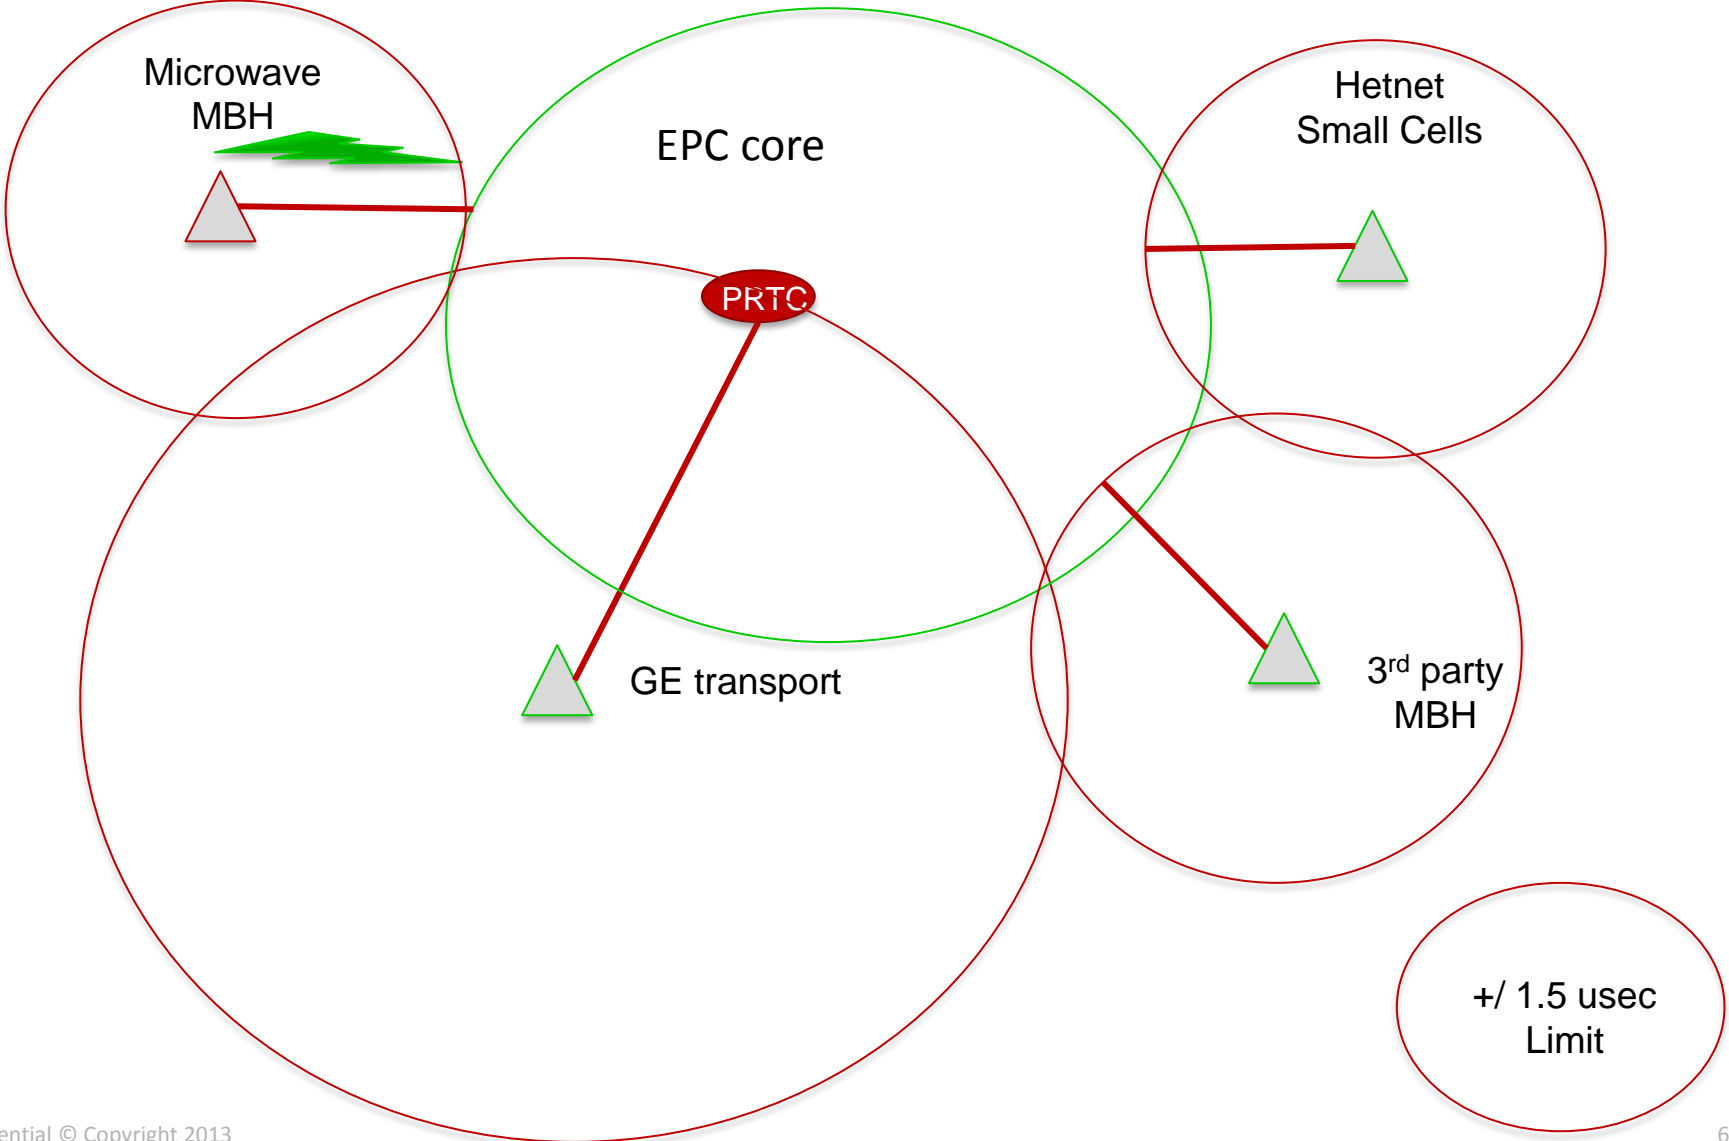 Microwave
MBH
EPC core
Hetnet
Small Cells
PRTC
GE transport
3rd party
MBH
+/ 1.5 usec
Limit
ential © Copyright 2013
6